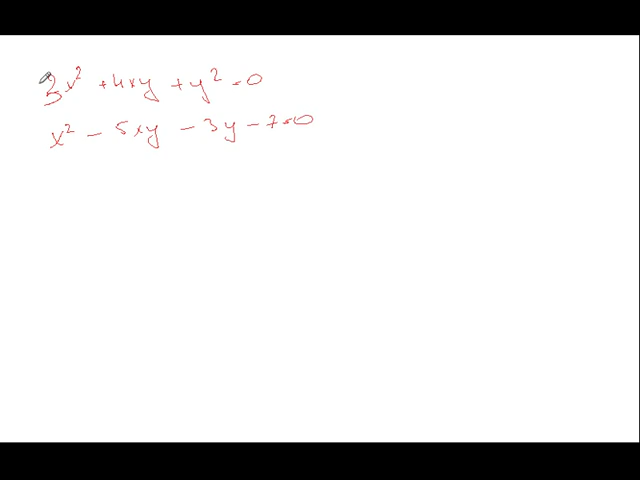 3x² + 4xy + y² = 0
x² - 5xy - 3y - 7 = 0